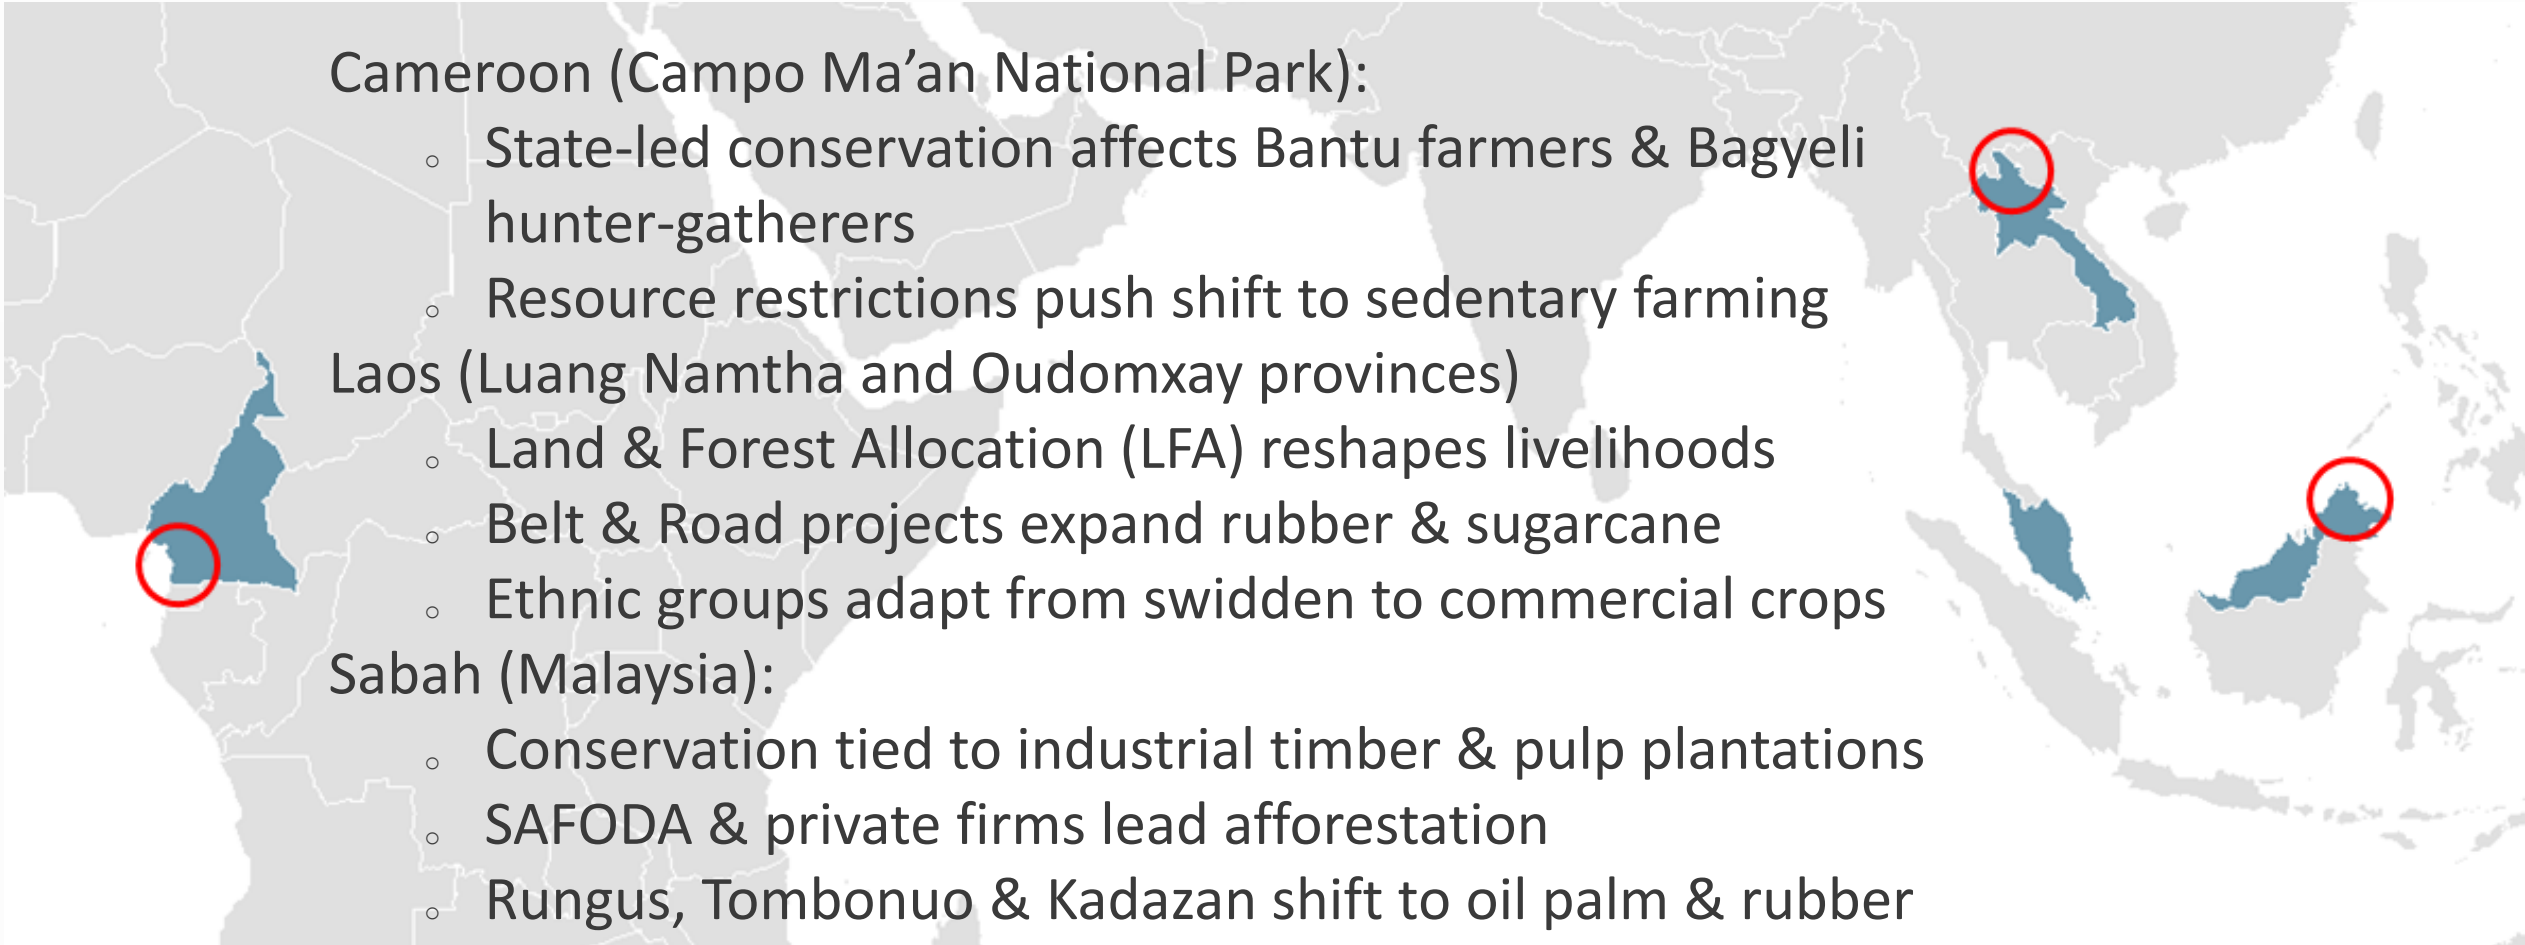 Cameroon (Campo Ma’an National Park):
◦ State-led conservation affects Bantu farmers & Bagyeli
hunter-gatherers
◦ Resource restrictions push shift to sedentary farming
Laos (Luang Namtha and Oudomxay provinces)
◦ Land & Forest Allocation (LFA) reshapes livelihoods
◦ Belt & Road projects expand rubber & sugarcane
◦ Ethnic groups adapt from swidden to commercial crops
Sabah (Malaysia):
◦ Conservation tied to industrial timber & pulp plantations
◦ SAFODA & private firms lead afforestation
◦ Rungus, Tombonuo & Kadazan shift to oil palm & rubber